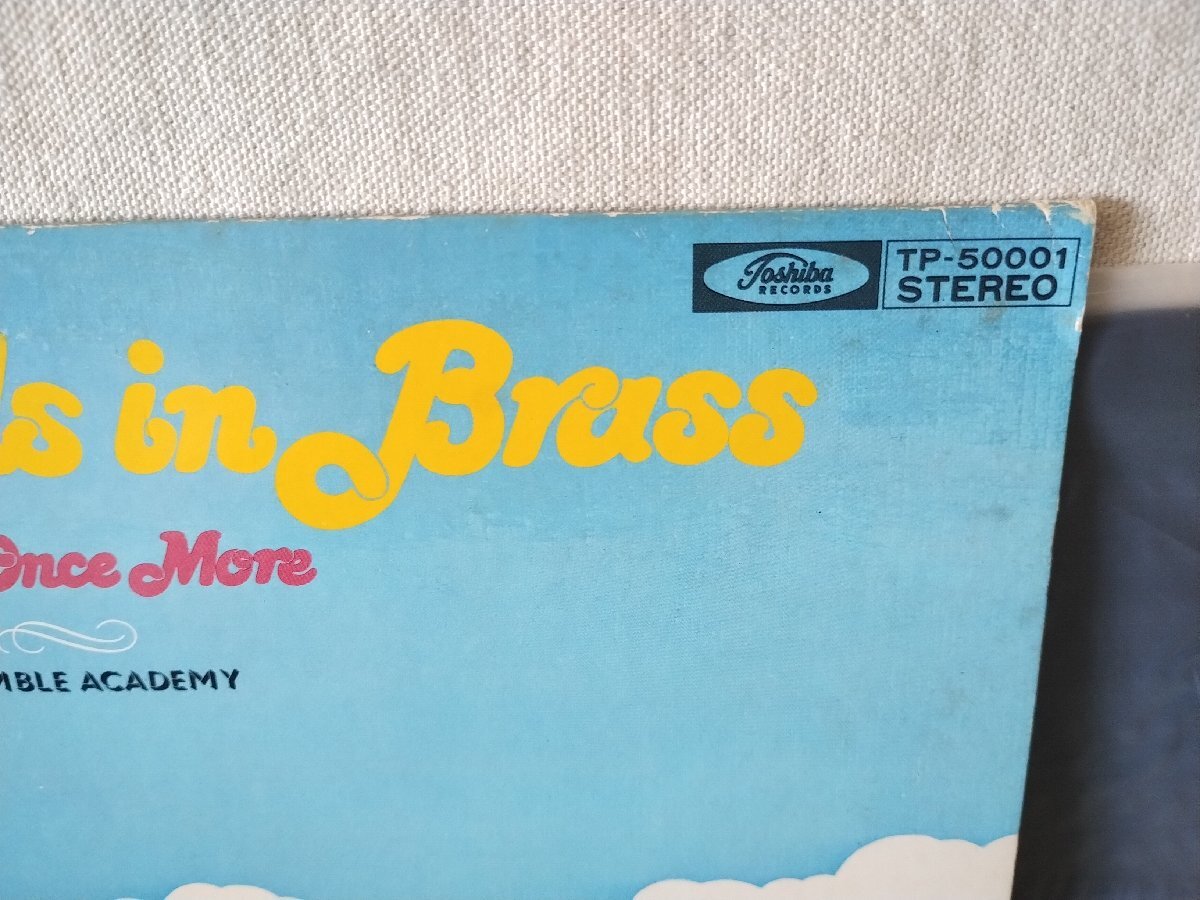 Toshiba
RECORDS
TP-50001
STEREO
ls in Brass
Once More
MBLE ACADEMY